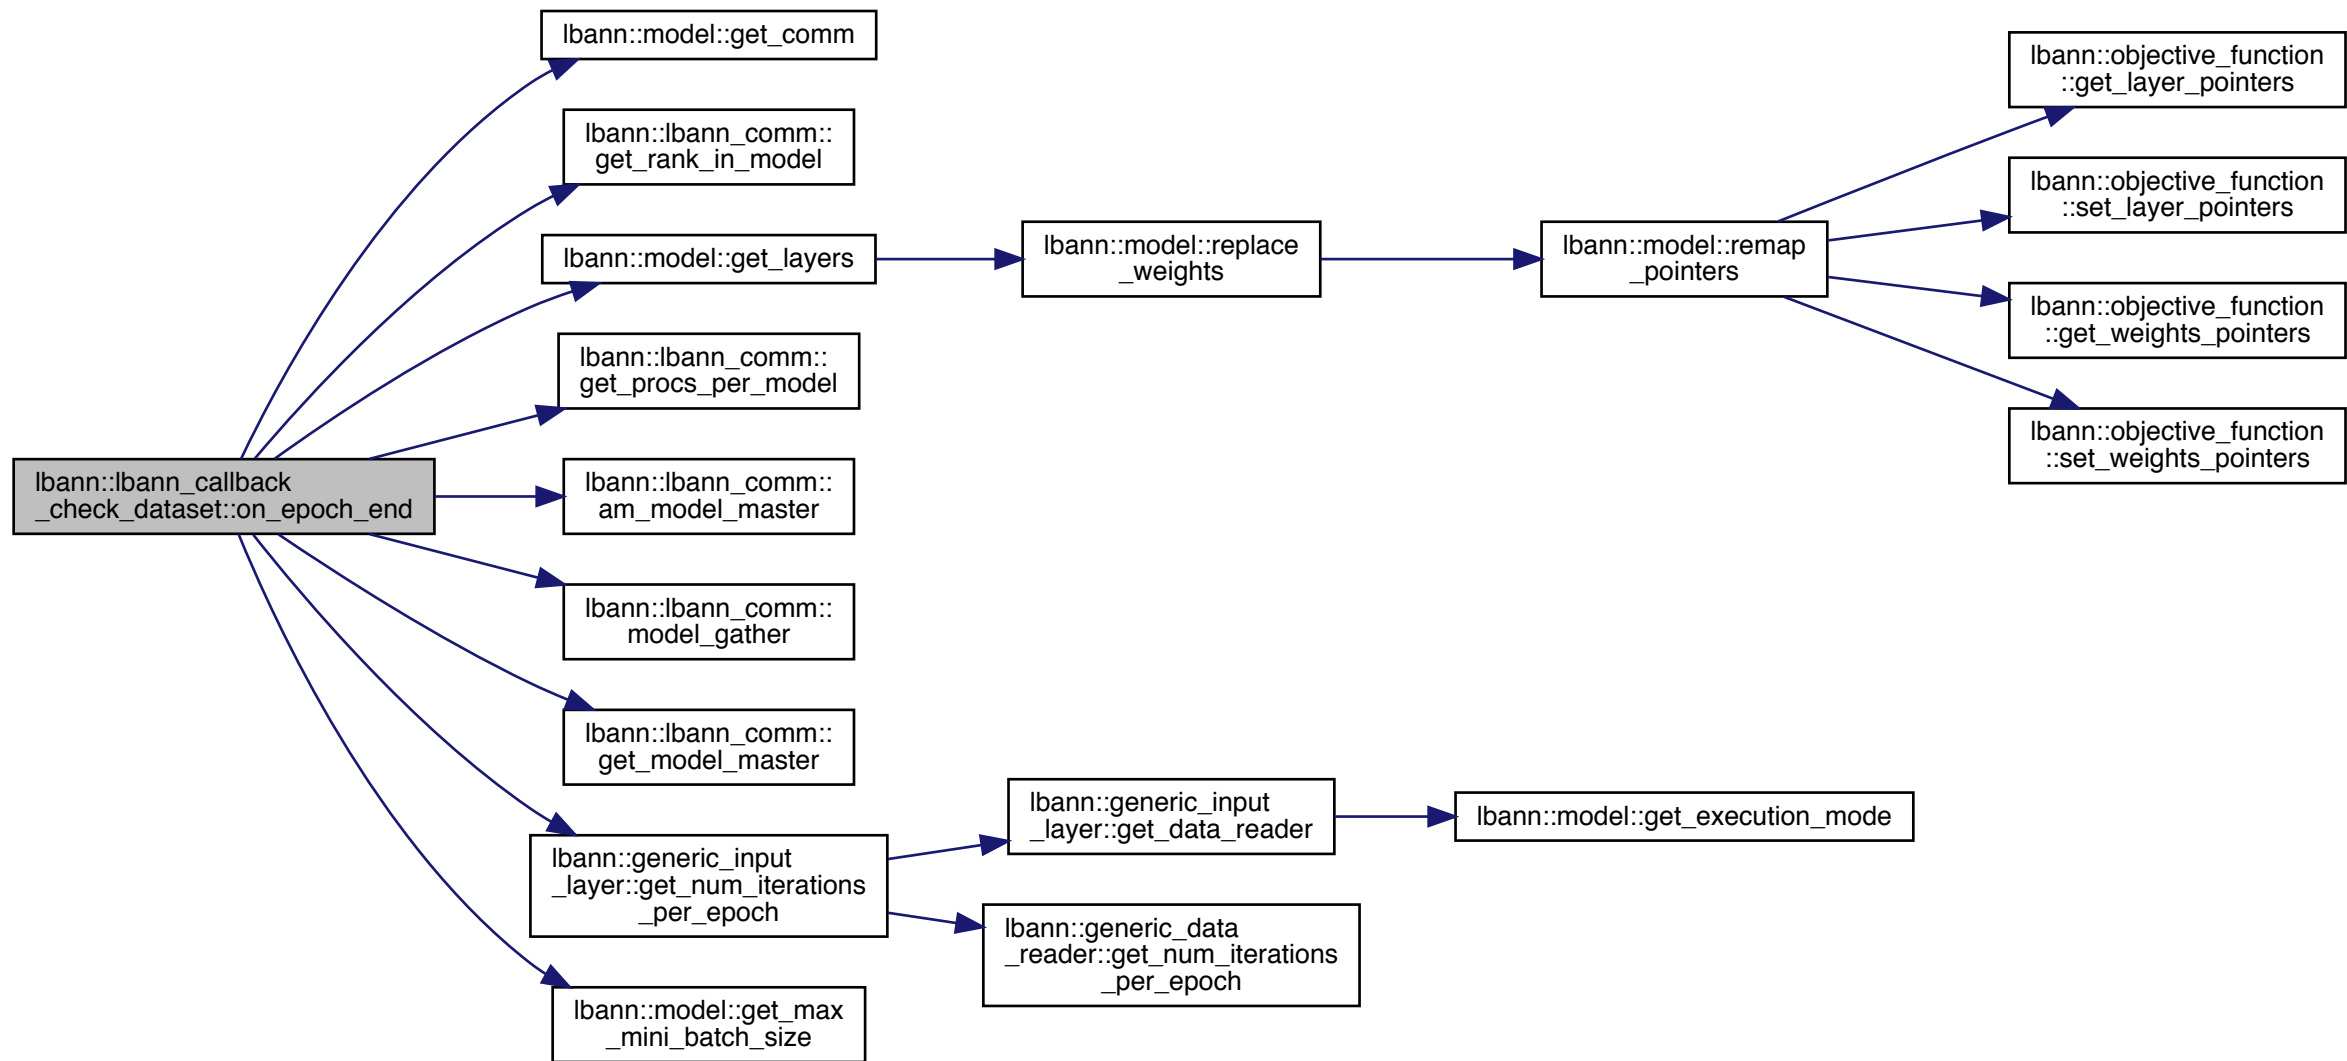 lbann::model::get_comm
lbann::lbann_comm::
get_rank_in_model
lbann::model::get_layers
lbann::lbann_comm::
get_procs_per_model
lbann::lbann_callback
_check_dataset::on_epoch_end
lbann::lbann_comm::
am_model_master
lbann::lbann_comm::
model_gather
lbann::lbann_comm::
get_model_master
lbann::generic_input
_layer::get_num_iterations
_per_epoch
lbann::model::get_max
_mini_batch_size
lbann::model::replace
_weights
lbann::model::remap
_pointers
lbann::objective_function
::get_layer_pointers
lbann::objective_function
::set_layer_pointers
lbann::objective_function
::get_weights_pointers
lbann::objective_function
::set_weights_pointers
lbann::generic_input
_layer::get_data_reader
lbann::model::get_execution_mode
lbann::generic_data
_reader::get_num_iterations
_per_epoch